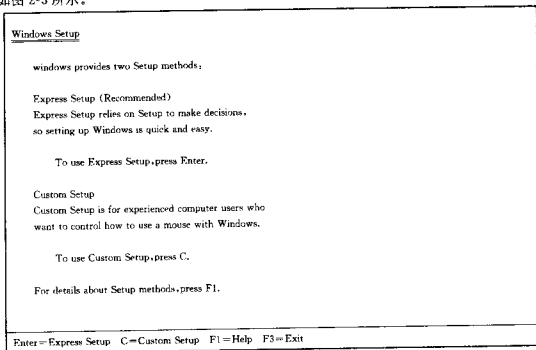 如图 2-3 所示。
Windows Setup
windows provides two Setup methods:
Express Setup (Recommended)
Express Setup relies on Setup to make decisions,
so setting up Windows is quick and easy.
To use Express Setup,press Enter.
Custom Setup
Custom Setup is for experienced computer users who
want to control how to use a mouse with Windows.
To use Custom Setup,press C.
For details about Setup methods,press F1.
Enter=Express Setup C=Custom Setup F1=Help F3=Exit